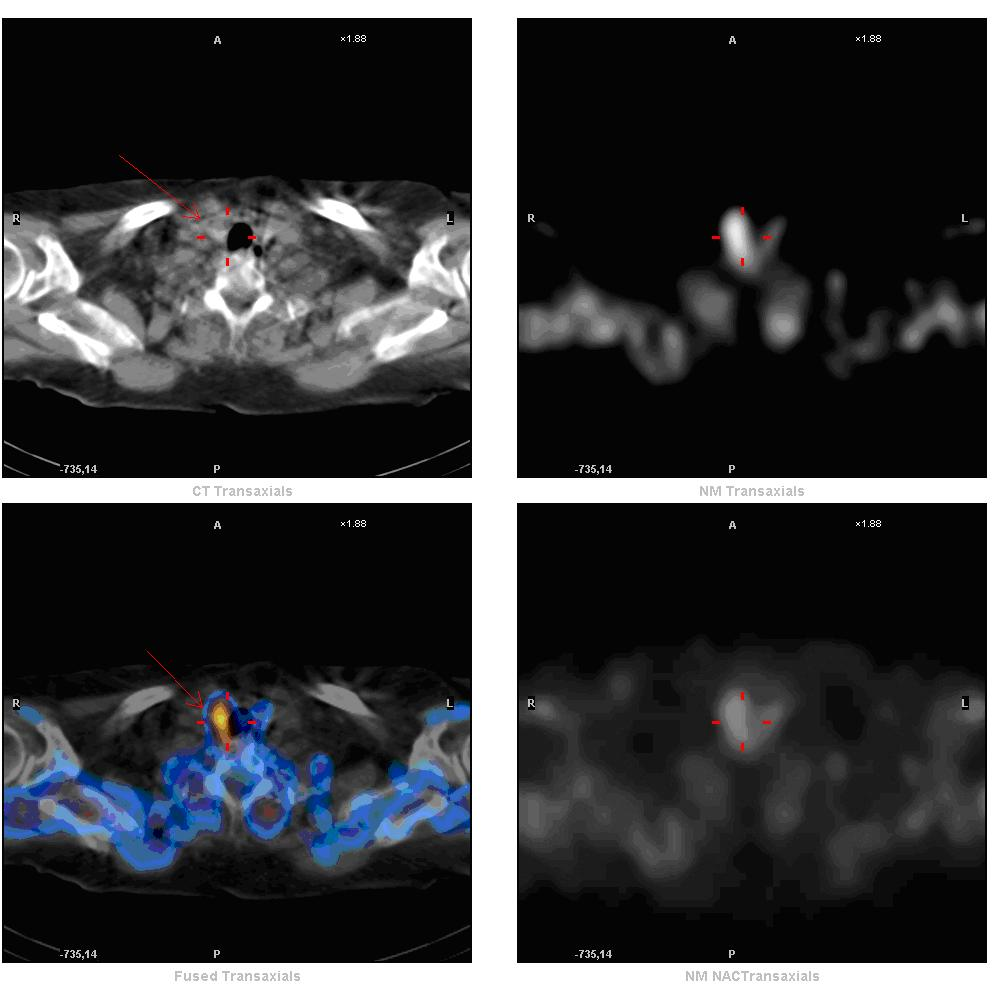 A ×1.88
R L
-735,14 P
CT Transaxials
A ×1.88
R L
-735,14 P
NM Transaxials
A ×1.88
R L
-735,14 P
Fused Transaxials
A ×1.88
R L
-735,14 P
NM NACTransaxials